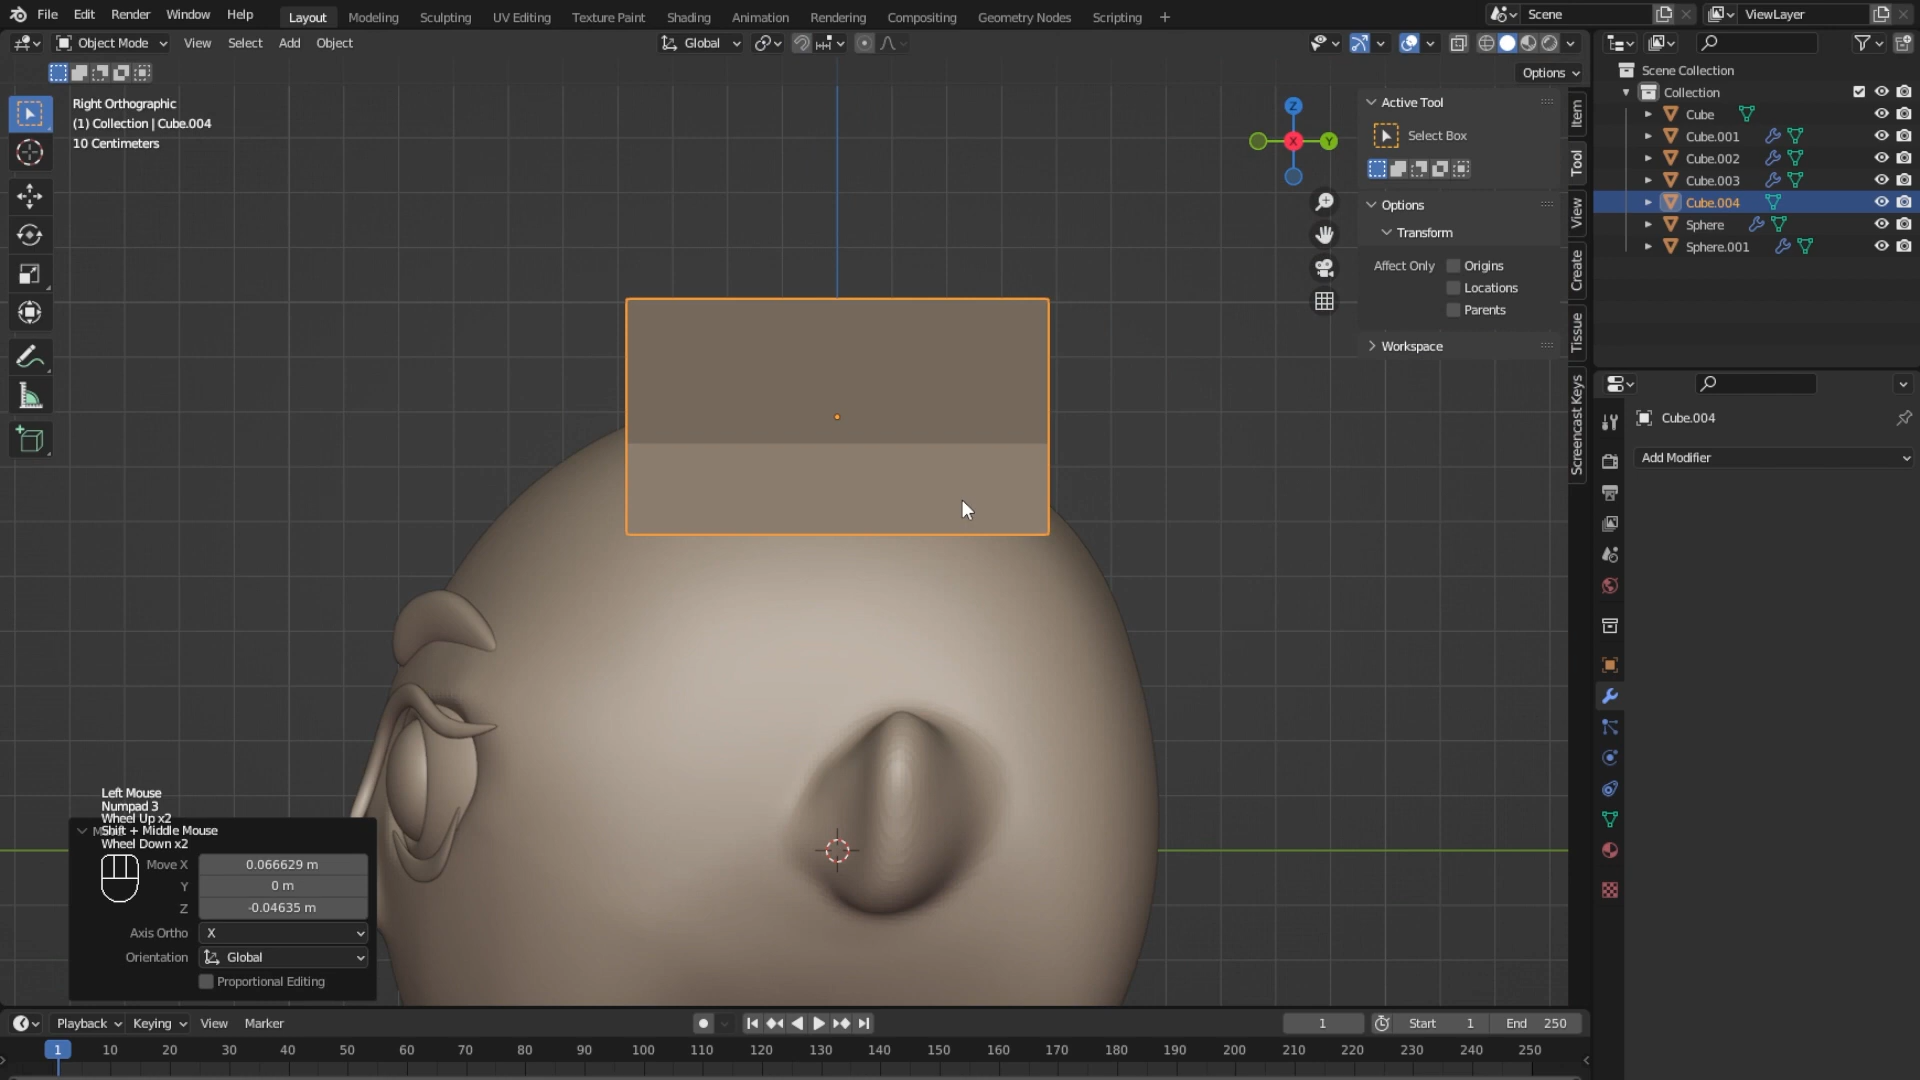 File Edit Render Window Help Layout Modeling Sculpting UV Editing Texture Paint Shading Animation Rendering Compositing Geometry Nodes Scripting + Scene ViewLayer
Object Mode View Select Add Object Global
Options
Right Orthographic
(1) Collection | Cube.004
10 Centimeters
Z
X
Y
Active Tool
Select Box
Options
Transform
Affect Only Origins
Locations
Parents
Workspace
Item
Tool
View
Create
Tissue
Screencast Keys
Scene Collection
Collection
Cube
Cube.001
Cube.002
Cube.003
Cube.004
Sphere
Sphere.001
Cube.004
Add Modifier
Left Mouse
Numpad 3
Wheel Up x2
Shift + Middle Mouse
Wheel Down x2
Move X 0.066629 m
Y 0 m
Z -0.04635 m
Axis Ortho X
Orientation Global
Proportional Editing
Playback Keying View Marker 1 Start 1 End 250
1 10 20 30 40 50 60 70 80 90 100 110 120 130 140 150 160 170 180 190 200 210 220 230 240 250